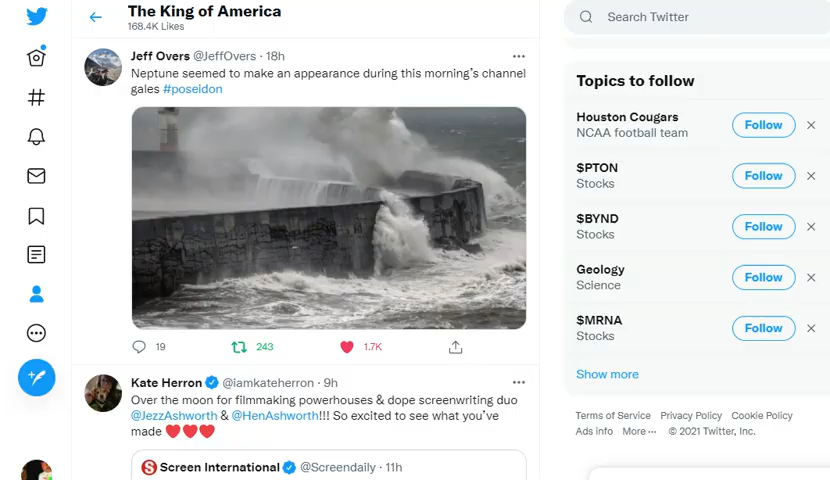 The King of America
168.4K Likes
Jeff Overs @JeffOvers · 18h
Neptune seemed to make an appearance during this morning's channel
gales #poseidon
19 243 1.7K
Kate Herron @iamkateherron · 9h
Over the moon for filmmaking powerhouses & dope screenwriting duo
@JezzAshworth & @HenAshworth!!! So excited to see what you've
made ❤️❤️❤️
S Screen International @Screendaily · 11h
Search Twitter
Topics to follow
Houston Cougars
NCAA football team
Follow
$PTON
Stocks
Follow
$BYND
Stocks
Follow
Geology
Science
Follow
$MRNA
Stocks
Follow
Show more
Terms of Service Privacy Policy Cookie Policy
Ads info More ··· © 2021 Twitter, Inc.